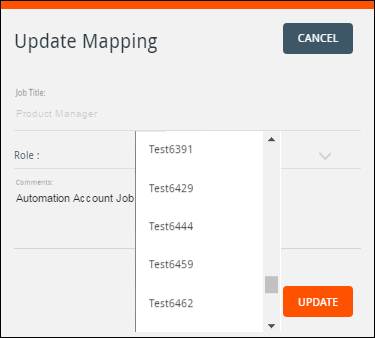 Update Mapping
CANCEL
Job Title:
Product Manager
Role :
Comments:
Automation Account Job
Test6391
Test6429
Test6444
Test6459
Test6462
UPDATE